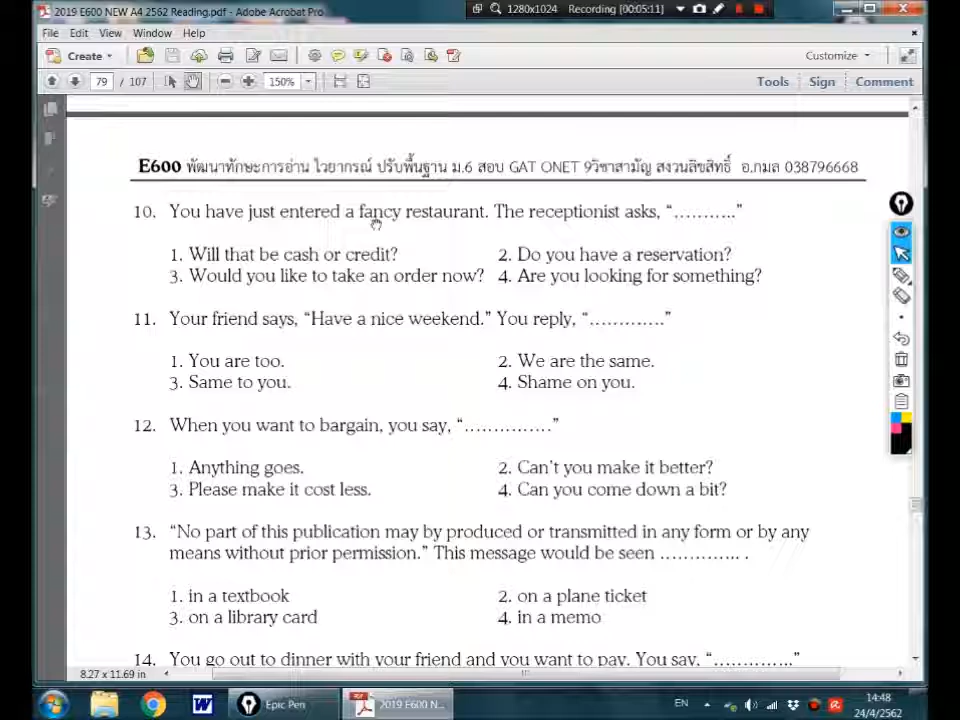 2019 E600 NEW A4 2562 Reading.pdf - Adobe Acrobat Pro
1280x1024 Recording [00:05:11]
File Edit View Window Help
Create Customize
79 / 107 150% Tools Sign Comment
E600 พัฒนาทักษะการอ่าน ไวยากรณ์ ปรับพื้นฐาน ม.6 สอบ GAT ONET 9วิชาสามัญ สงวนลิขสิทธิ์ อ.กมล 038796668
10. You have just entered a fancy restaurant. The receptionist asks, “………..”
1. Will that be cash or credit? 2. Do you have a reservation?
3. Would you like to take an order now? 4. Are you looking for something?
11. Your friend says, “Have a nice weekend.” You reply, “………….”
1. You are too. 2. We are the same.
3. Same to you. 4. Shame on you.
12. When you want to bargain, you say, “…………..”
1. Anything goes. 2. Can’t you make it better?
3. Please make it cost less. 4. Can you come down a bit?
13. “No part of this publication may by produced or transmitted in any form or by any
means without prior permission.” This message would be seen ………….. .
1. in a textbook 2. on a plane ticket
3. on a library card 4. in a memo
14. You go out to dinner with your friend and you want to pay. You say, “…………..”
8.27 x 11.69 in
Epic Pen 2019 E600 N... EN 14:48
24/4/2562